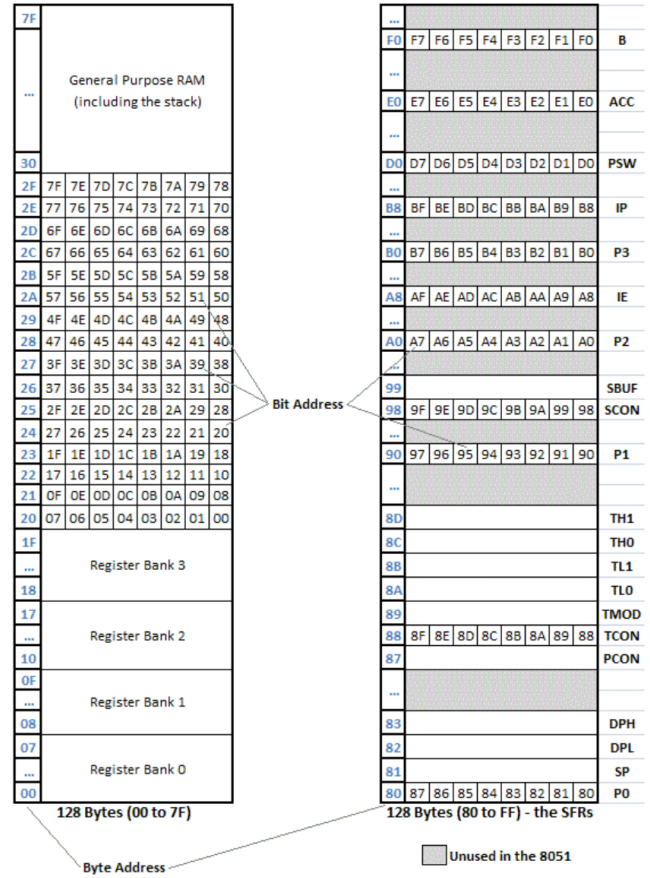 7F
General Purpose RAM
(including the stack)
...
30
2F 7F 7E 7D 7C 7B 7A 79 78
2E 77 76 75 74 73 72 71 70
2D 6F 6E 6D 6C 6B 6A 69 68
2C 67 66 65 64 63 62 61 60
2B 5F 5E 5D 5C 5B 5A 59 58
2A 57 56 55 54 53 52 51 50
29 4F 4E 4D 4C 4B 4A 49 48
28 47 46 45 44 43 42 41 40
27 3F 3E 3D 3C 3B 3A 39 38
26 37 36 35 34 33 32 31 30
25 2F 2E 2D 2C 2B 2A 29 28
24 27 26 25 24 23 22 21 20
23 1F 1E 1D 1C 1B 1A 19 18
22 17 16 15 14 13 12 11 10
21 0F 0E 0D 0C 0B 0A 09 08
20 07 06 05 04 03 02 01 00
1F
... Register Bank 3
18
17
... Register Bank 2
10
0F
... Register Bank 1
08
07
... Register Bank 0
00
128 Bytes (00 to 7F)
Byte Address
Bit Address
...
F0 F7 F6 F5 F4 F3 F2 F1 F0 B
...
E0 E7 E6 E5 E4 E3 E2 E1 E0 ACC
...
D0 D7 D6 D5 D4 D3 D2 D1 D0 PSW
...
B8 BF BE BD BC BB BA B9 B8 IP
...
B0 B7 B6 B5 B4 B3 B2 B1 B0 P3
...
A8 AF AE AD AC AB AA A9 A8 IE
...
A0 A7 A6 A5 A4 A3 A2 A1 A0 P2
...
99 SBUF
98 9F 9E 9D 9C 9B 9A 99 98 SCON
...
90 97 96 95 94 93 92 91 90 P1
...
8D TH1
8C TH0
8B TL1
8A TL0
89 TMOD
88 8F 8E 8D 8C 8B 8A 89 88 TCON
87 PCON
...
83 DPH
82 DPL
81 SP
80 87 86 85 84 83 82 81 80 P0
128 Bytes (80 to FF) - the SFRs
Unused in the 8051